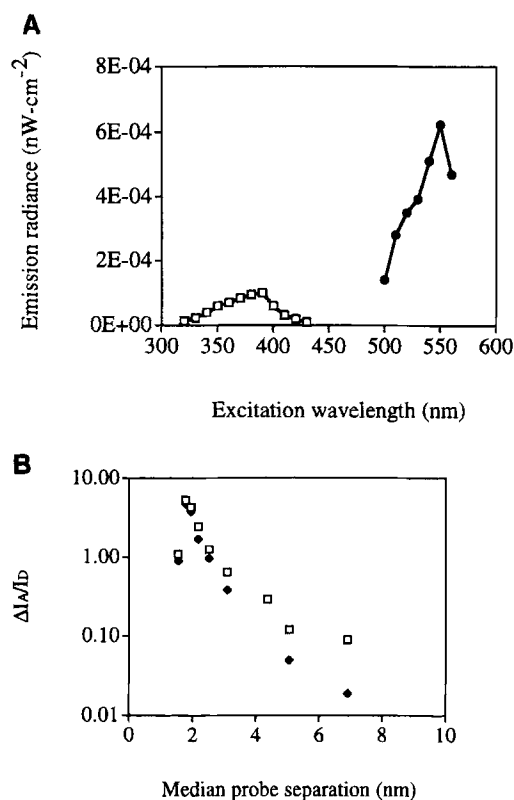 A
Emission radiance (nW-cm⁻²)
8E-04
6E-04
4E-04
2E-04
0E+00
300 350 400 450 500 550 600
Excitation wavelength (nm)
B
ΔIA/ID
10.00
1.00
0.10
0.01
0 2 4 6 8 10
Median probe separation (nm)